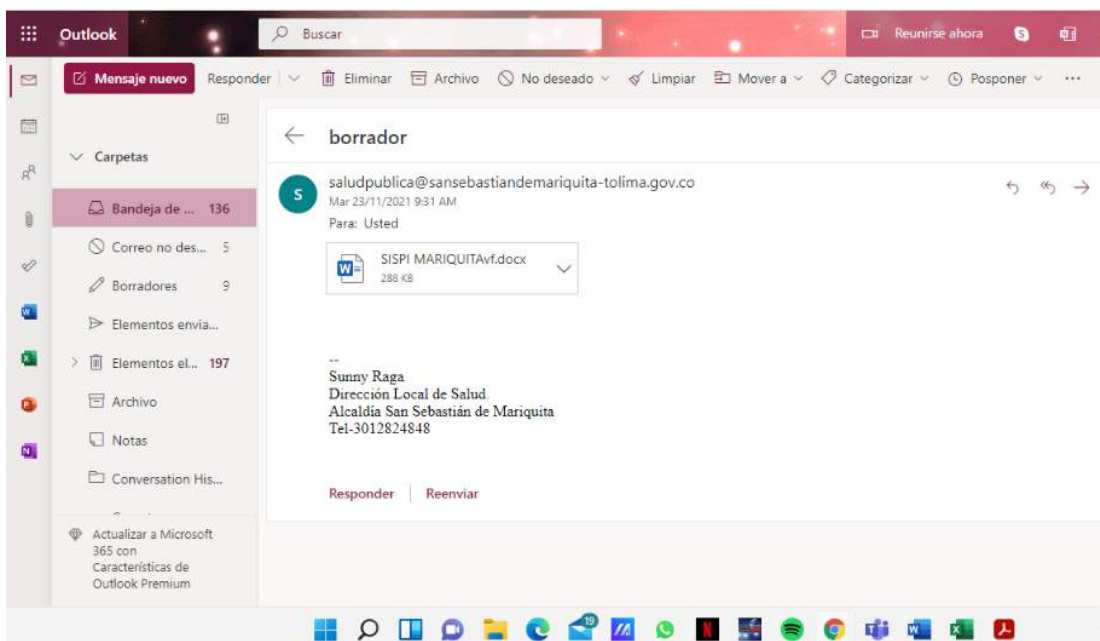 Outlook
Buscar
Reunirse ahora
Mensaje nuevo
Responder
Eliminar
Archivo
No deseado
Limpiar
Mover a
Categorizar
Posponer
Carpetas
Bandeja de ... 136
Correo no des... 5
Borradores 9
Elementos envia...
Elementos el... 197
Archivo
Notas
Conversation His...
Actualizar a Microsoft
365 con
Características de
Outlook Premium
borrador
S
saludpublica@sansebastiandemariquita-tolima.gov.co
Mar 23/11/2021 9:31 AM
Para: Usted
SISPI MARIQUITAvf.docx
288 KB
--
Sunny Raga
Dirección Local de Salud.
Alcaldía San Sebastián de Mariquita
Tel-3012824848
Responder
Reenviar
19